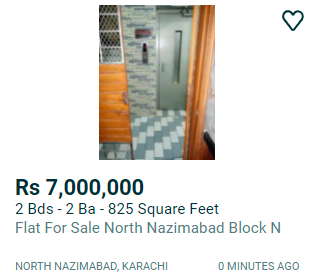 Rs 7,000,000
2 Bds - 2 Ba - 825 Square Feet
Flat For Sale North Nazimabad Block N
NORTH NAZIMABAD, KARACHI 0 MINUTES AGO